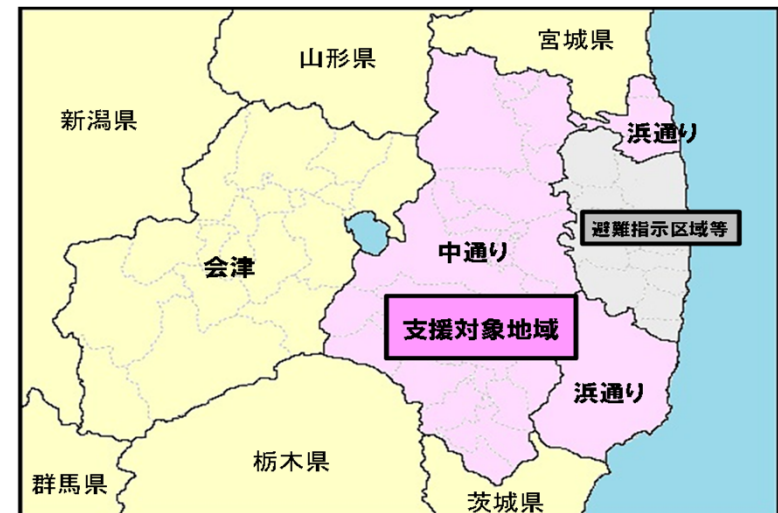 宮城県
山形県
新潟県
浜通り
避難指示区域等
中通り
会津
支援対象地域
浜通り
栃木県
群馬県
茨城県